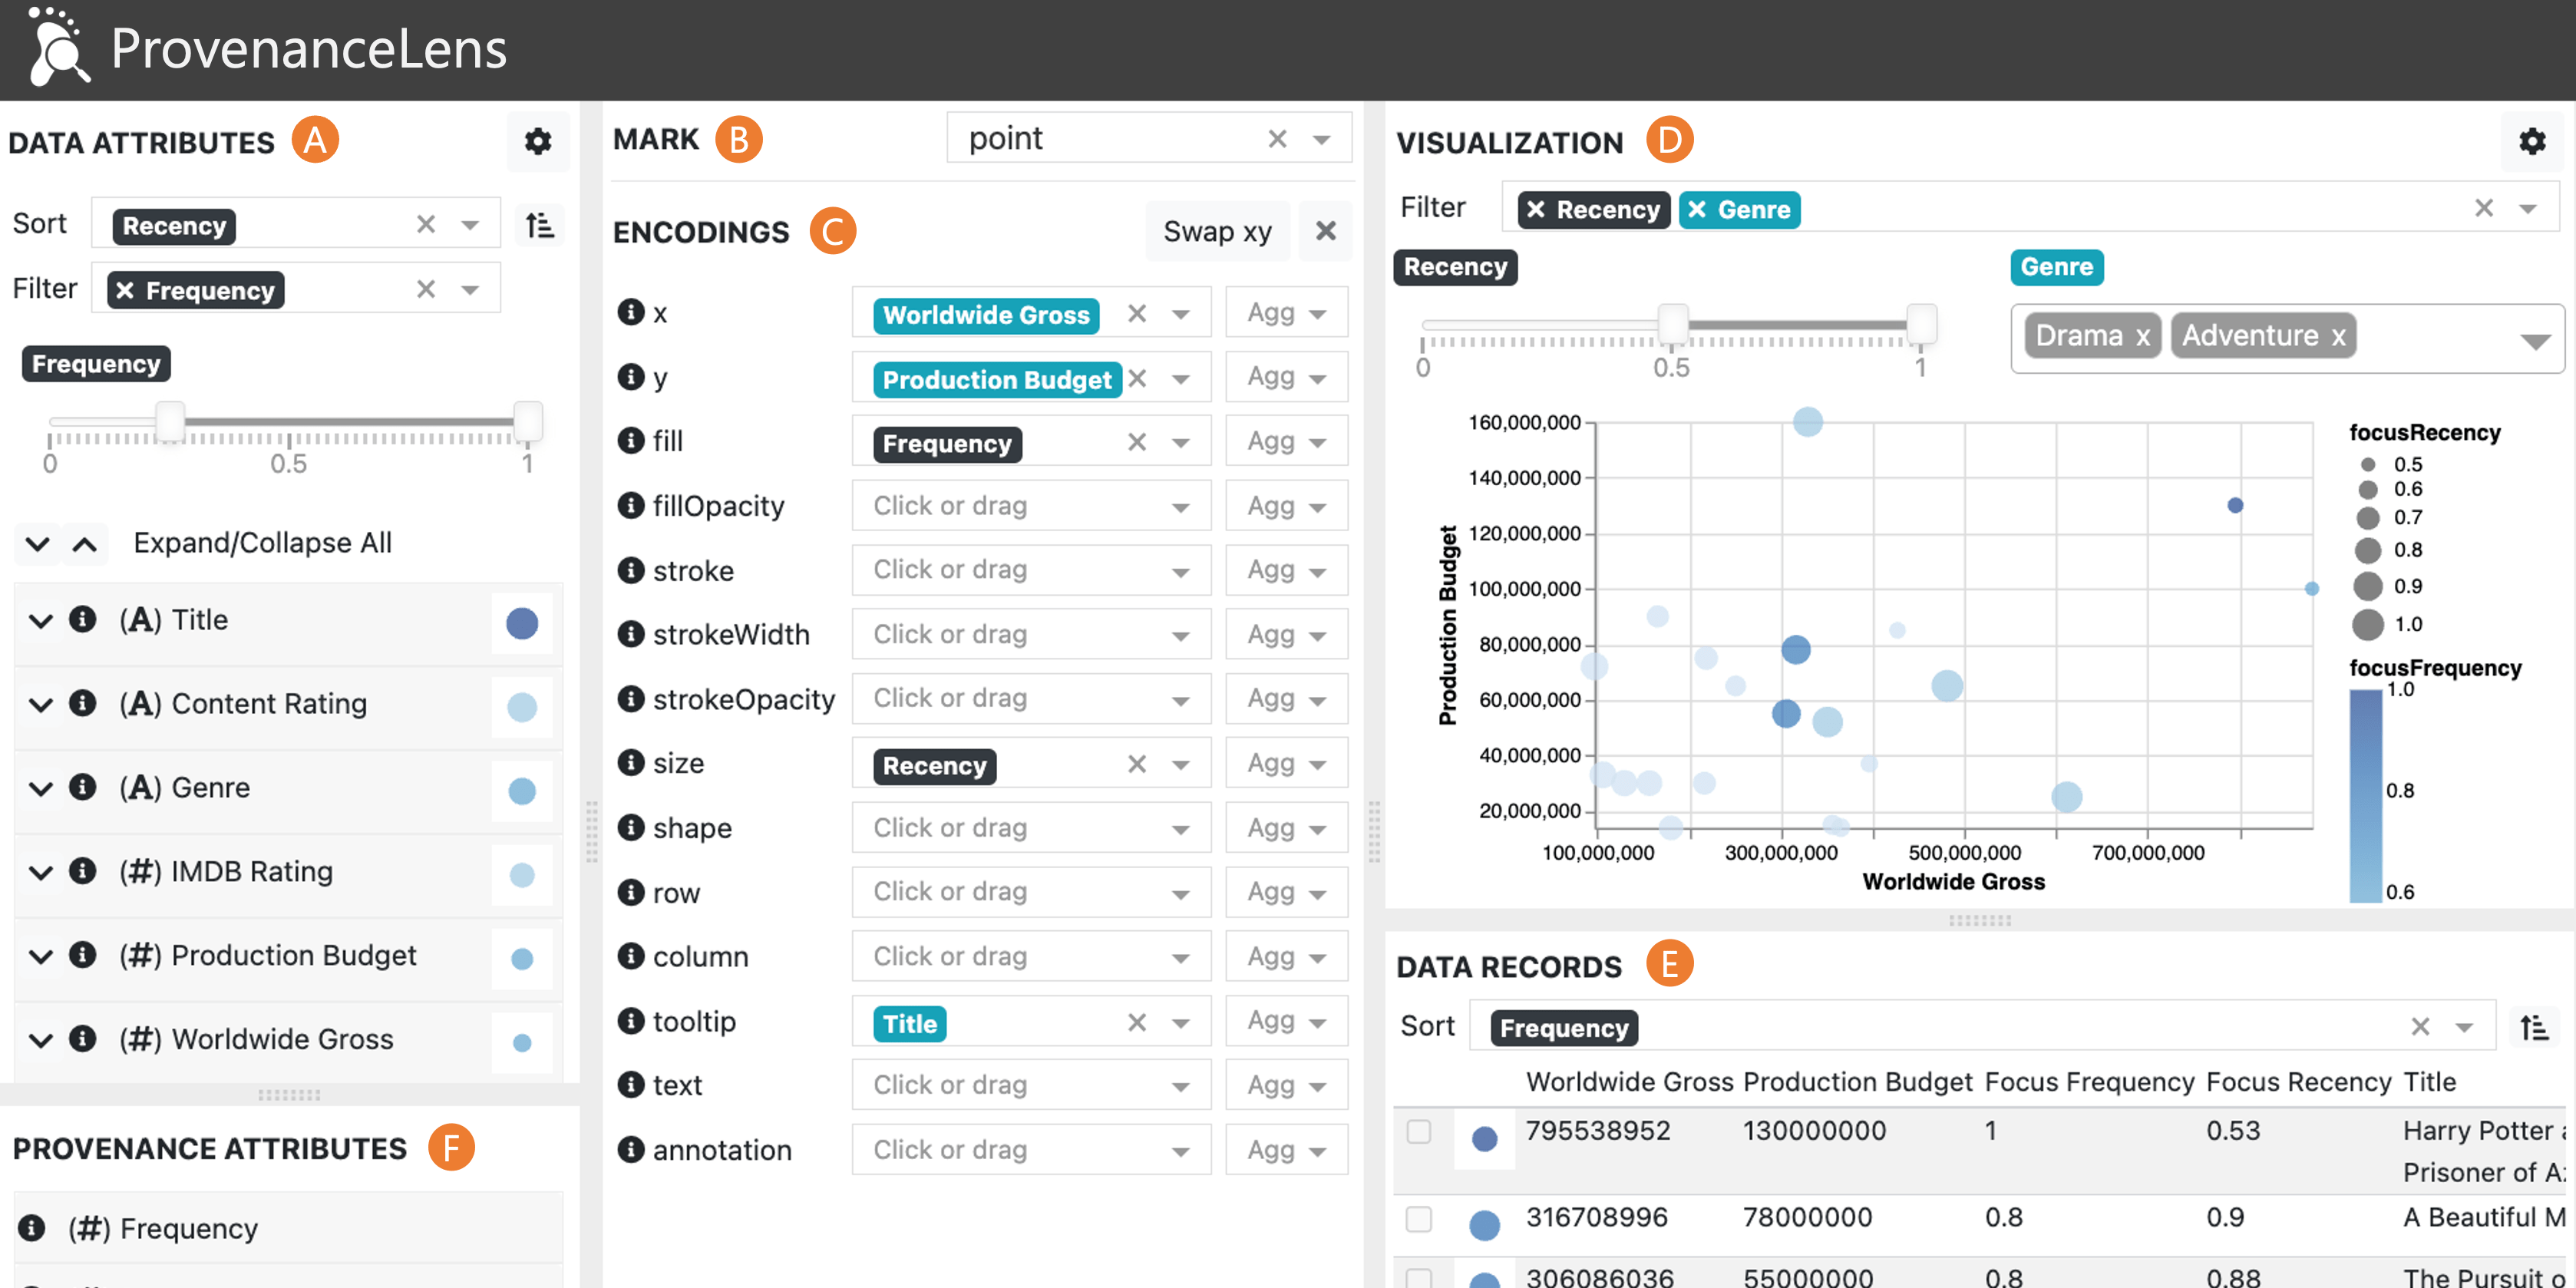 ProvenanceLens
DATA ATTRIBUTES A
Sort Recency
Filter Frequency
Frequency
0 0.5 1
Expand/Collapse All
(A) Title
(A) Content Rating
(A) Genre
(#) IMDB Rating
(#) Production Budget
(#) Worldwide Gross
PROVENANCE ATTRIBUTES F
(#) Frequency
MARK B point
ENCODINGS C Swap xy
x Worldwide Gross Agg
y Production Budget Agg
fill Frequency Agg
fillOpacity Click or drag Agg
stroke Click or drag Agg
strokeWidth Click or drag Agg
strokeOpacity Click or drag Agg
size Recency Agg
shape Click or drag Agg
row Click or drag Agg
column Click or drag Agg
tooltip Title Agg
text Click or drag Agg
annotation Click or drag Agg
VISUALIZATION D
Filter Recency Genre
Recency
0 0.5 1
Genre
Drama x Adventure x
160,000,000
140,000,000
120,000,000
100,000,000
80,000,000
60,000,000
40,000,000
20,000,000
Production Budget
100,000,000 300,000,000 500,000,000 700,000,000
Worldwide Gross
focusRecency
0.5
0.6
0.7
0.8
0.9
1.0
focusFrequency
1.0
0.8
0.6
DATA RECORDS E
Sort Frequency
Worldwide Gross Production Budget Focus Frequency Focus Recency Title
795538952 130000000 1 0.53 Harry Potter
Prisoner of
316708996 78000000 0.8 0.9 A Beautiful M
306086036 55000000 0.8 0.88 The Pursuit o